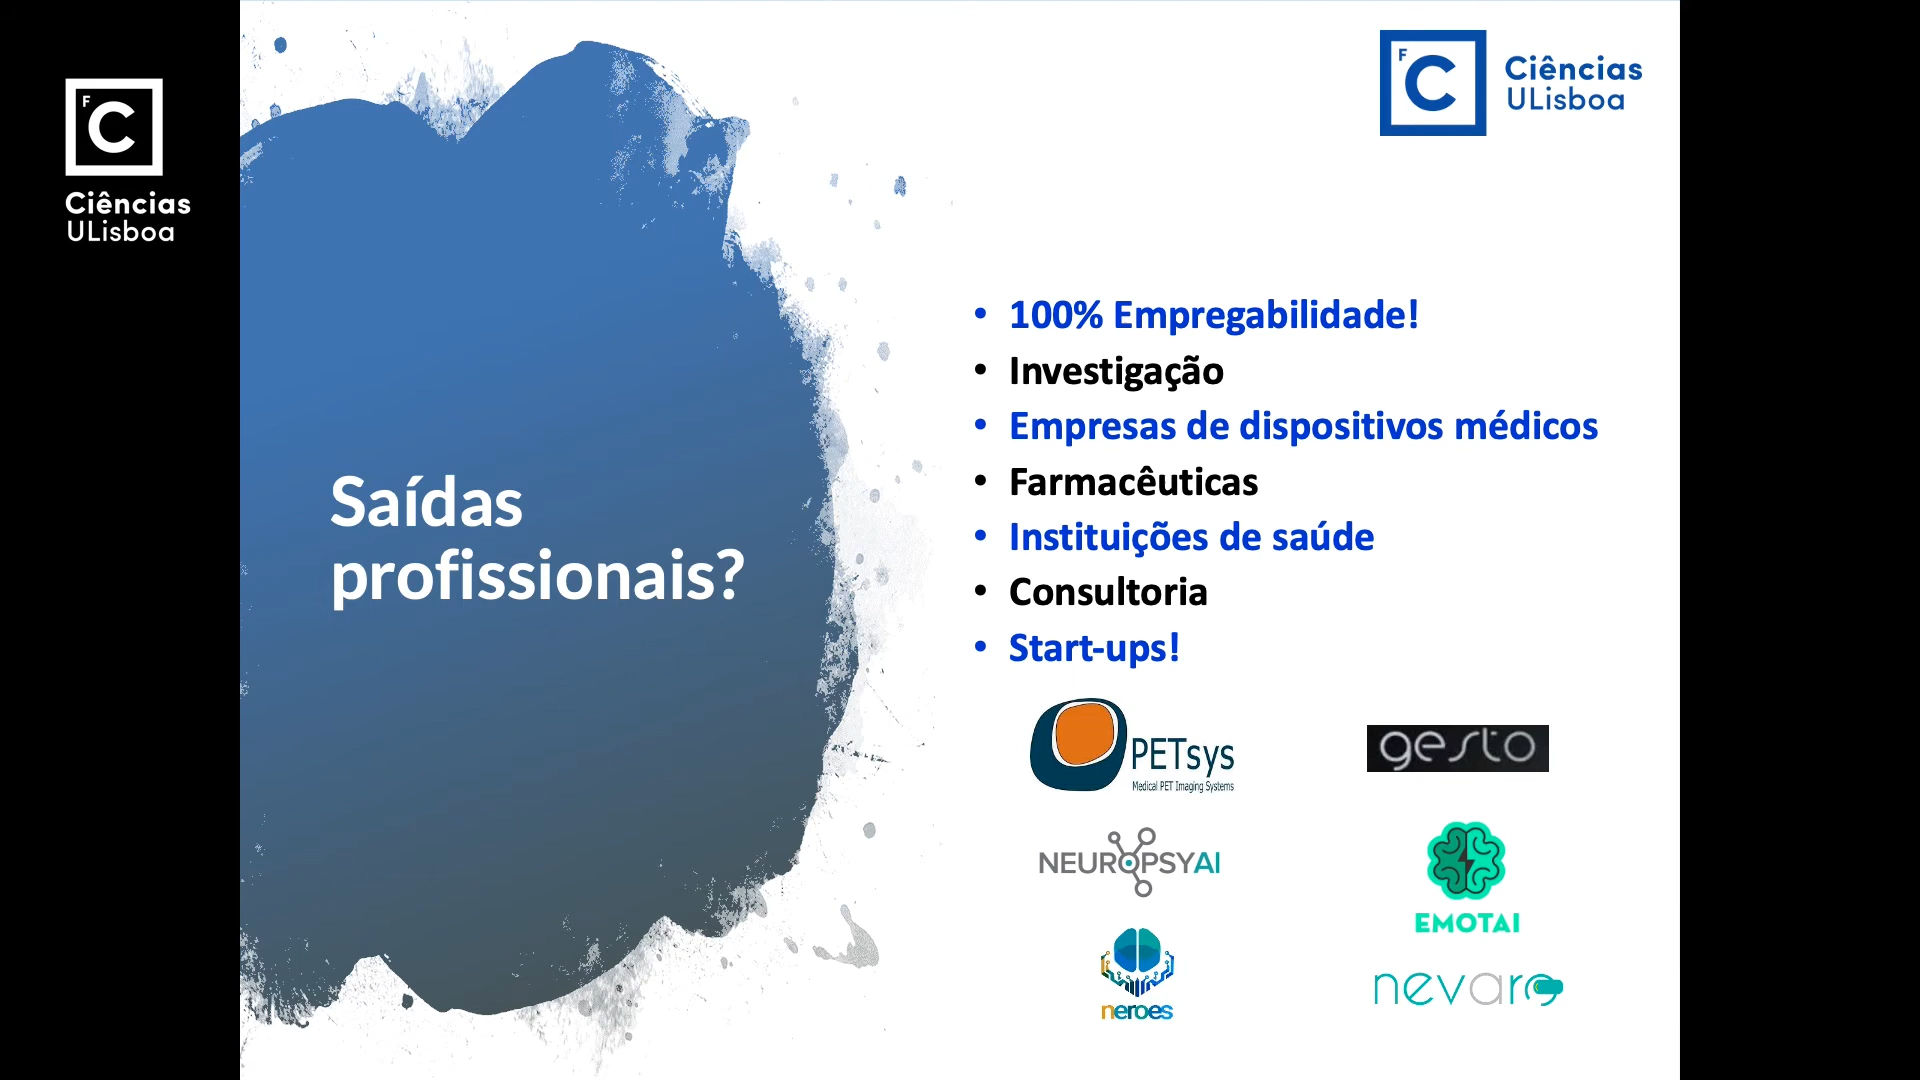 F
C
Ciências
ULisboa
F
C
Ciências
ULisboa
Saídas
profissionais?
• 100% Empregabilidade!
• Investigação
• Empresas de dispositivos médicos
• Farmacêuticas
• Instituições de saúde
• Consultoria
• Start-ups!
PETsys
Medical PET Imaging Systems
gesto
NEUROPSYAI
EMOTAI
neroes
nevaro